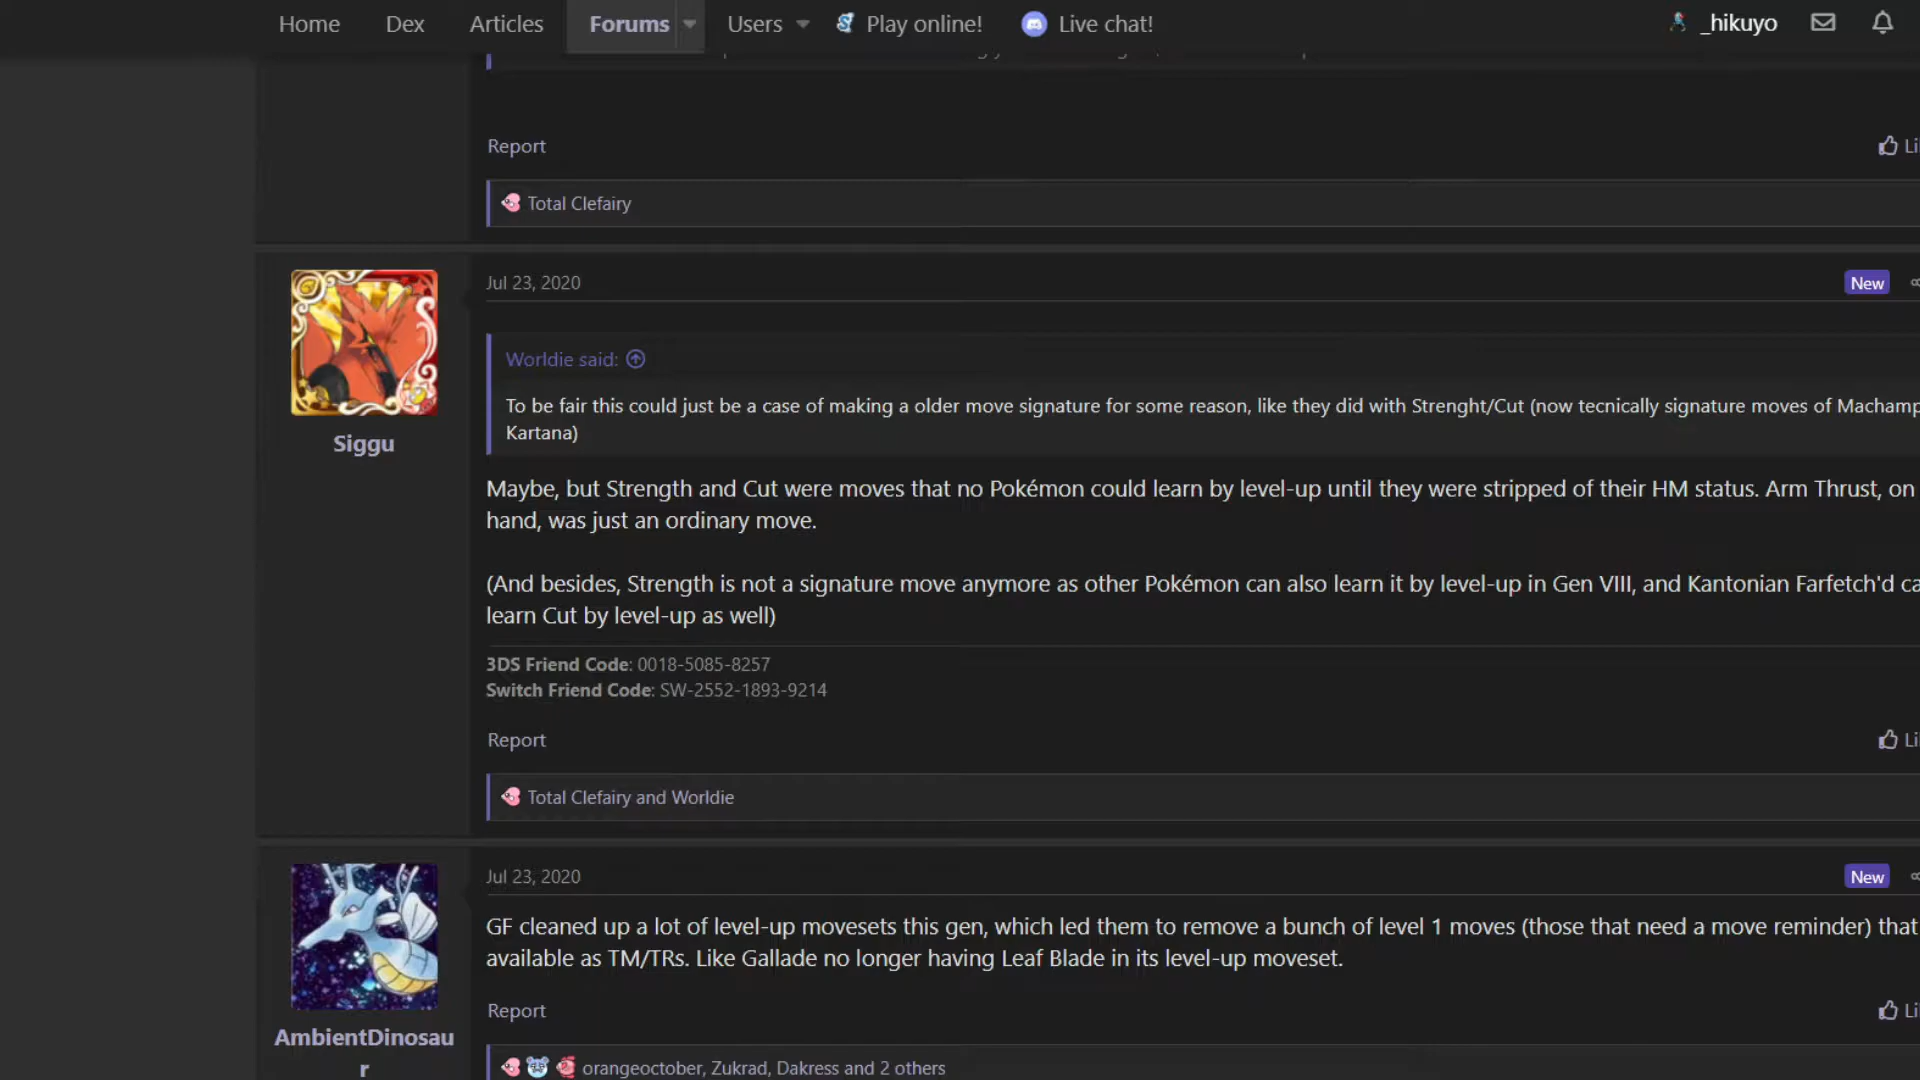 Home Dex Articles Forums Users Play online! Live chat! _hikuyo
Report Li
Total Clefairy
Jul 23, 2020 New
Siggu
Worldie said:
To be fair this could just be a case of making a older move signature for some reason, like they did with Strenght/Cut (now tecnically signature moves of Machamp
Kartana)
Maybe, but Strength and Cut were moves that no Pokémon could learn by level-up until they were stripped of their HM status. Arm Thrust, on
hand, was just an ordinary move.
(And besides, Strength is not a signature move anymore as other Pokémon can also learn it by level-up in Gen VIII, and Kantonian Farfetch'd ca
learn Cut by level-up as well)
3DS Friend Code: 0018-5085-8257
Switch Friend Code: SW-2552-1893-9214
Report Li
Total Clefairy and Worldie
Jul 23, 2020 New
AmbientDinosau
r
GF cleaned up a lot of level-up movesets this gen, which led them to remove a bunch of level 1 moves (those that need a move reminder) that
available as TM/TRs. Like Gallade no longer having Leaf Blade in its level-up moveset.
Report Li
orangeoctober, Zukrad, Dakress and 2 others